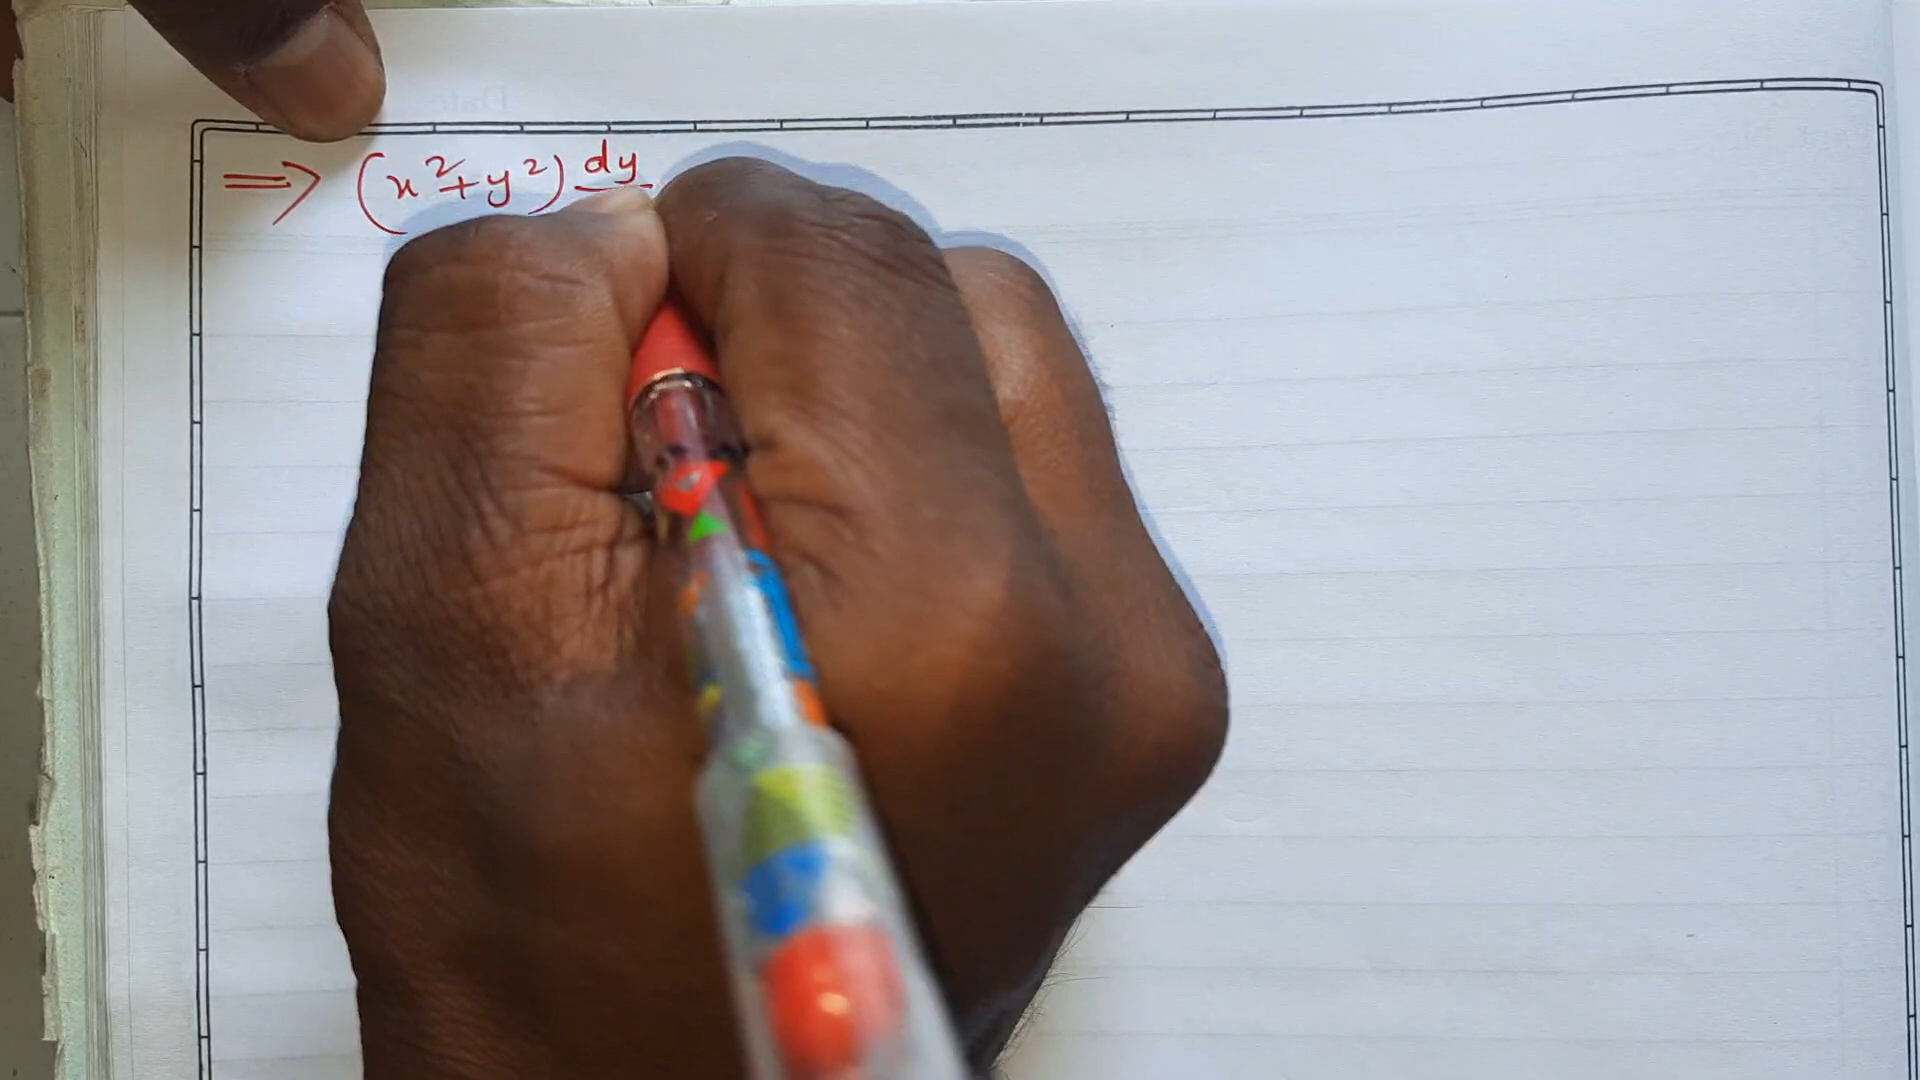 ⇒ (x²+y²) dy